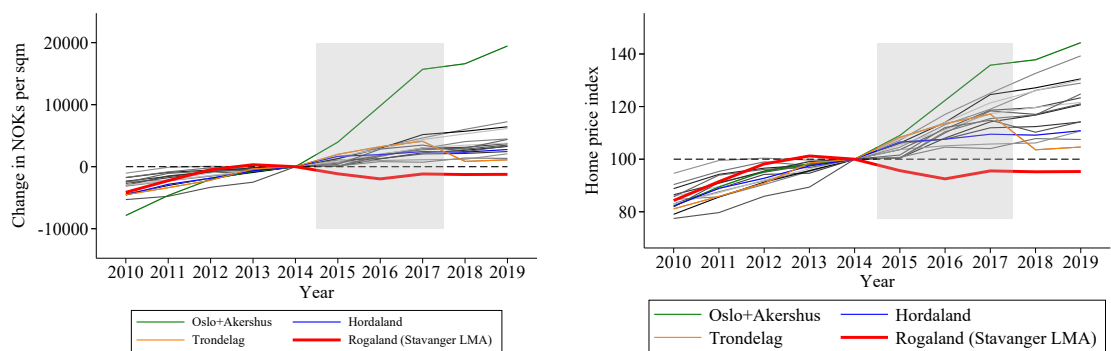 Change in NOKs per sqm
20000
10000
0
-10000
2010 2011 2012 2013 2014 2015 2016 2017 2018 2019
Year
Oslo+Akershus Hordaland
Trondelag Rogaland (Stavanger LMA)
Home price index
140
120
100
80
2010 2011 2012 2013 2014 2015 2016 2017 2018 2019
Year
Oslo+Akershus Hordaland
Trondelag Rogaland (Stavanger LMA)